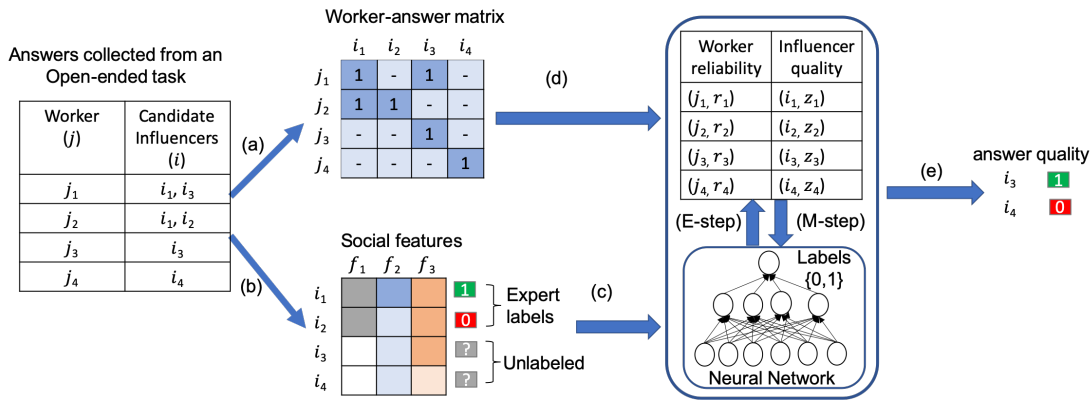 Answers collected from an
Open-ended task
Worker
(j)
Candidate
Influencers
(i)
j₁ i₁, i₃
j₂ i₁, i₂
j₃ i₃
j₄ i₄
(a)
(b)
Worker-answer matrix
i₁ i₂ i₃ i₄
j₁ 1 - 1 -
j₂ 1 1 - -
j₃ - - 1 -
j₄ - - - 1
Social features
f₁ f₂ f₃
i₁ 1
i₂ 0
i₃ ?
i₄ ?
Expert
labels
Unlabeled
(c)
(d)
Worker
reliability
Influencer
quality
(j₁, r₁) (i₁, z₁)
(j₂, r₂) (i₂, z₂)
(j₃, r₃) (i₃, z₃)
(j₄, r₄) (i₄, z₄)
(E-step) (M-step)
Labels
{0,1}
Neural Network
(e)
answer quality
i₃ 1
i₄ 0